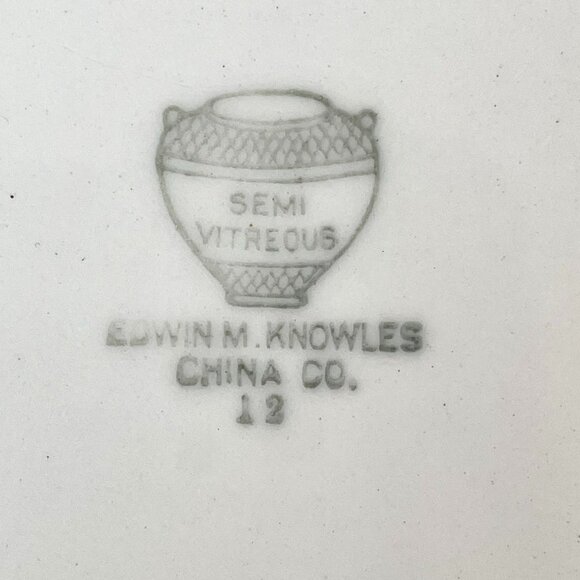 SEMI
VITREOUS
EDWIN M. KNOWLES
CHINA CO.
12